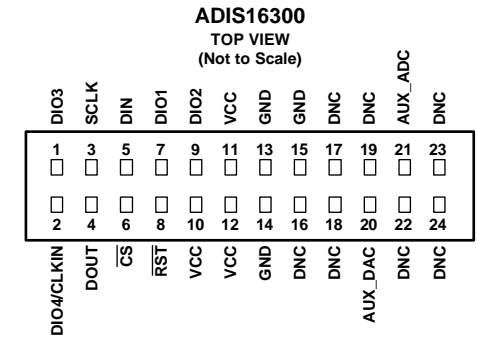 ADIS16300
TOP VIEW
(Not to Scale)
DIO3 SCLK DIN DIO1 DIO2 VCC GND GND DNC DNC AUX_ADC DNC
1 3 5 7 9 11 13 15 17 19 21 23
2 4 6 8 10 12 14 16 18 20 22 24
DIO4/CLKIN DOUT CS RST VCC VCC GND DNC DNC AUX_DAC DNC DNC